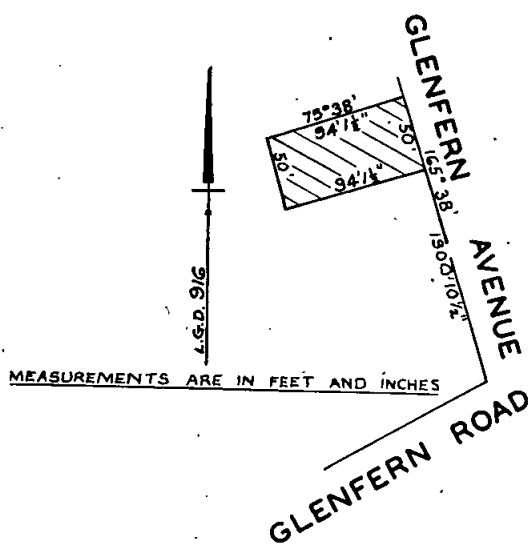 GLENFERN
AVENUE
75° 38'
94' 1½"
50'
50'
94' 1½"
165° 38'
1300' 10½"
L.G.D. 916
MEASUREMENTS ARE IN FEET AND INCHES
GLENFERN ROAD